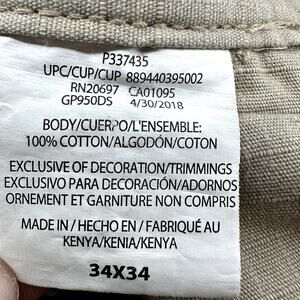 P337435
UPC/CUP/CUP 889440395002
RN20697 CA01095
GP950DS 4/30/2018
BODY/CUERPO/L'ENSEMBLE:
100% COTTON/ALGODÓN/COTON
EXCLUSIVE OF DECORATION/TRIMMINGS
EXCLUSIVO PARA DECORACIÓN/ADORNOS
ORNEMENT ET GARNITURE NON COMPRIS
MADE IN / HECHO EN / FABRIQUÉ AU
KENYA/KENIA/KENYA
34X34